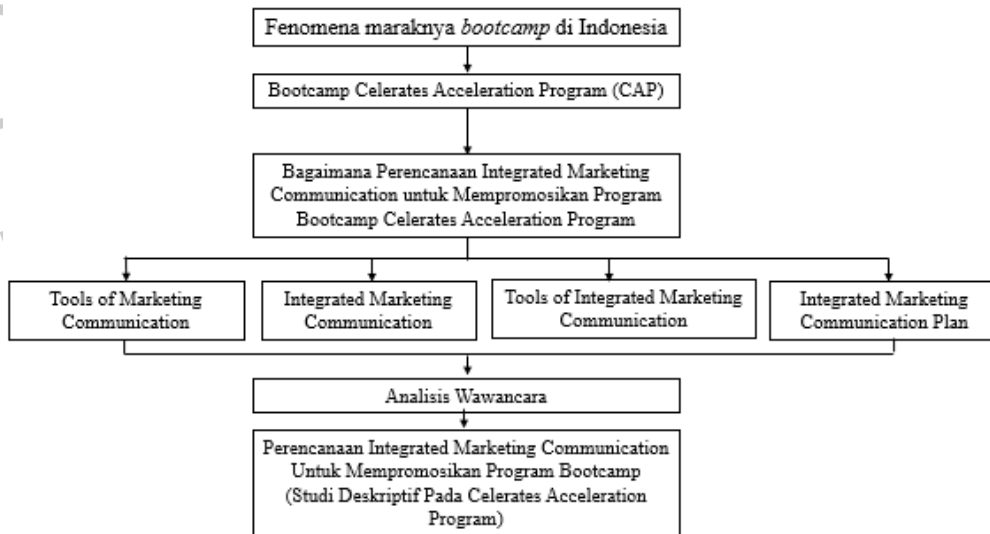 Fenomena maraknya bootcamp di Indonesia
Bootcamp Celerates Acceleration Program (CAP)
Bagaimana Perencanaan Integrated Marketing
Communication untuk Mempromosikan Program
Bootcamp Celerates Acceleration Program
Tools of Marketing
Communication
Integrated Marketing
Communication
Tools of Integrated Marketing
Communication
Integrated Marketing
Communication Plan
Analisis Wawancara
Perencanaan Integrated Marketing Communication
Untuk Mempromosikan Program Bootcamp
(Studi Deskriptif Pada Celerates Acceleration
Program)